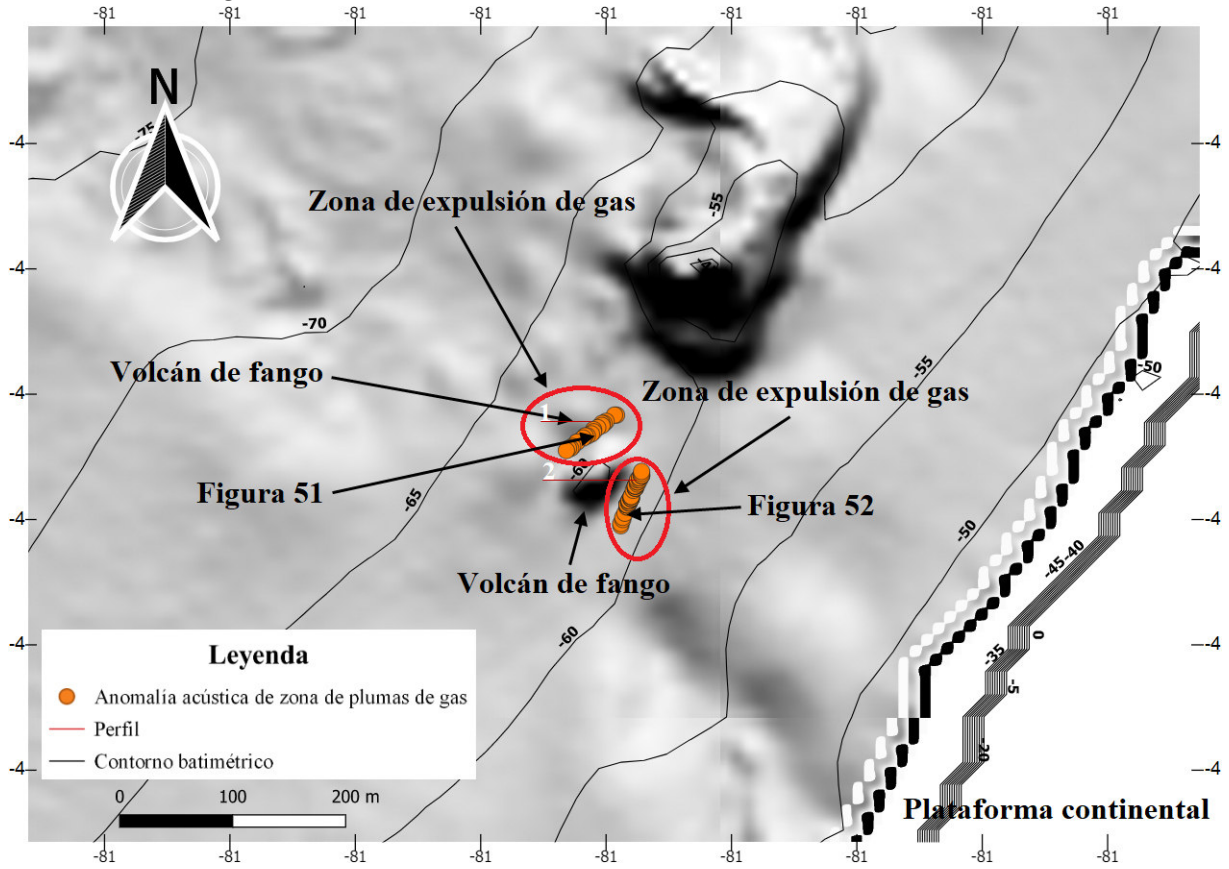 -81 -81 -81 -81 -81 -81 -81 -81 -81
N
-75
-4 -4
Zona de expulsión de gas
-55
-4 -4
-70
-55
Volcán de fango
Zona de expulsión de gas
-50
-4 -4
1
-60
2
-65
Figura 51
Figura 52
-50
-4 -4
Volcán de fango
-45-40
-60
0
-35
-4 -4
-5
-20
Leyenda
Anomalía acústica de zona de plumas de gas
Perfil
Contorno batimétrico
-4 -4
0 100 200 m
Plataforma continental
-81 -81 -81 -81 -81 -81 -81 -81 -81